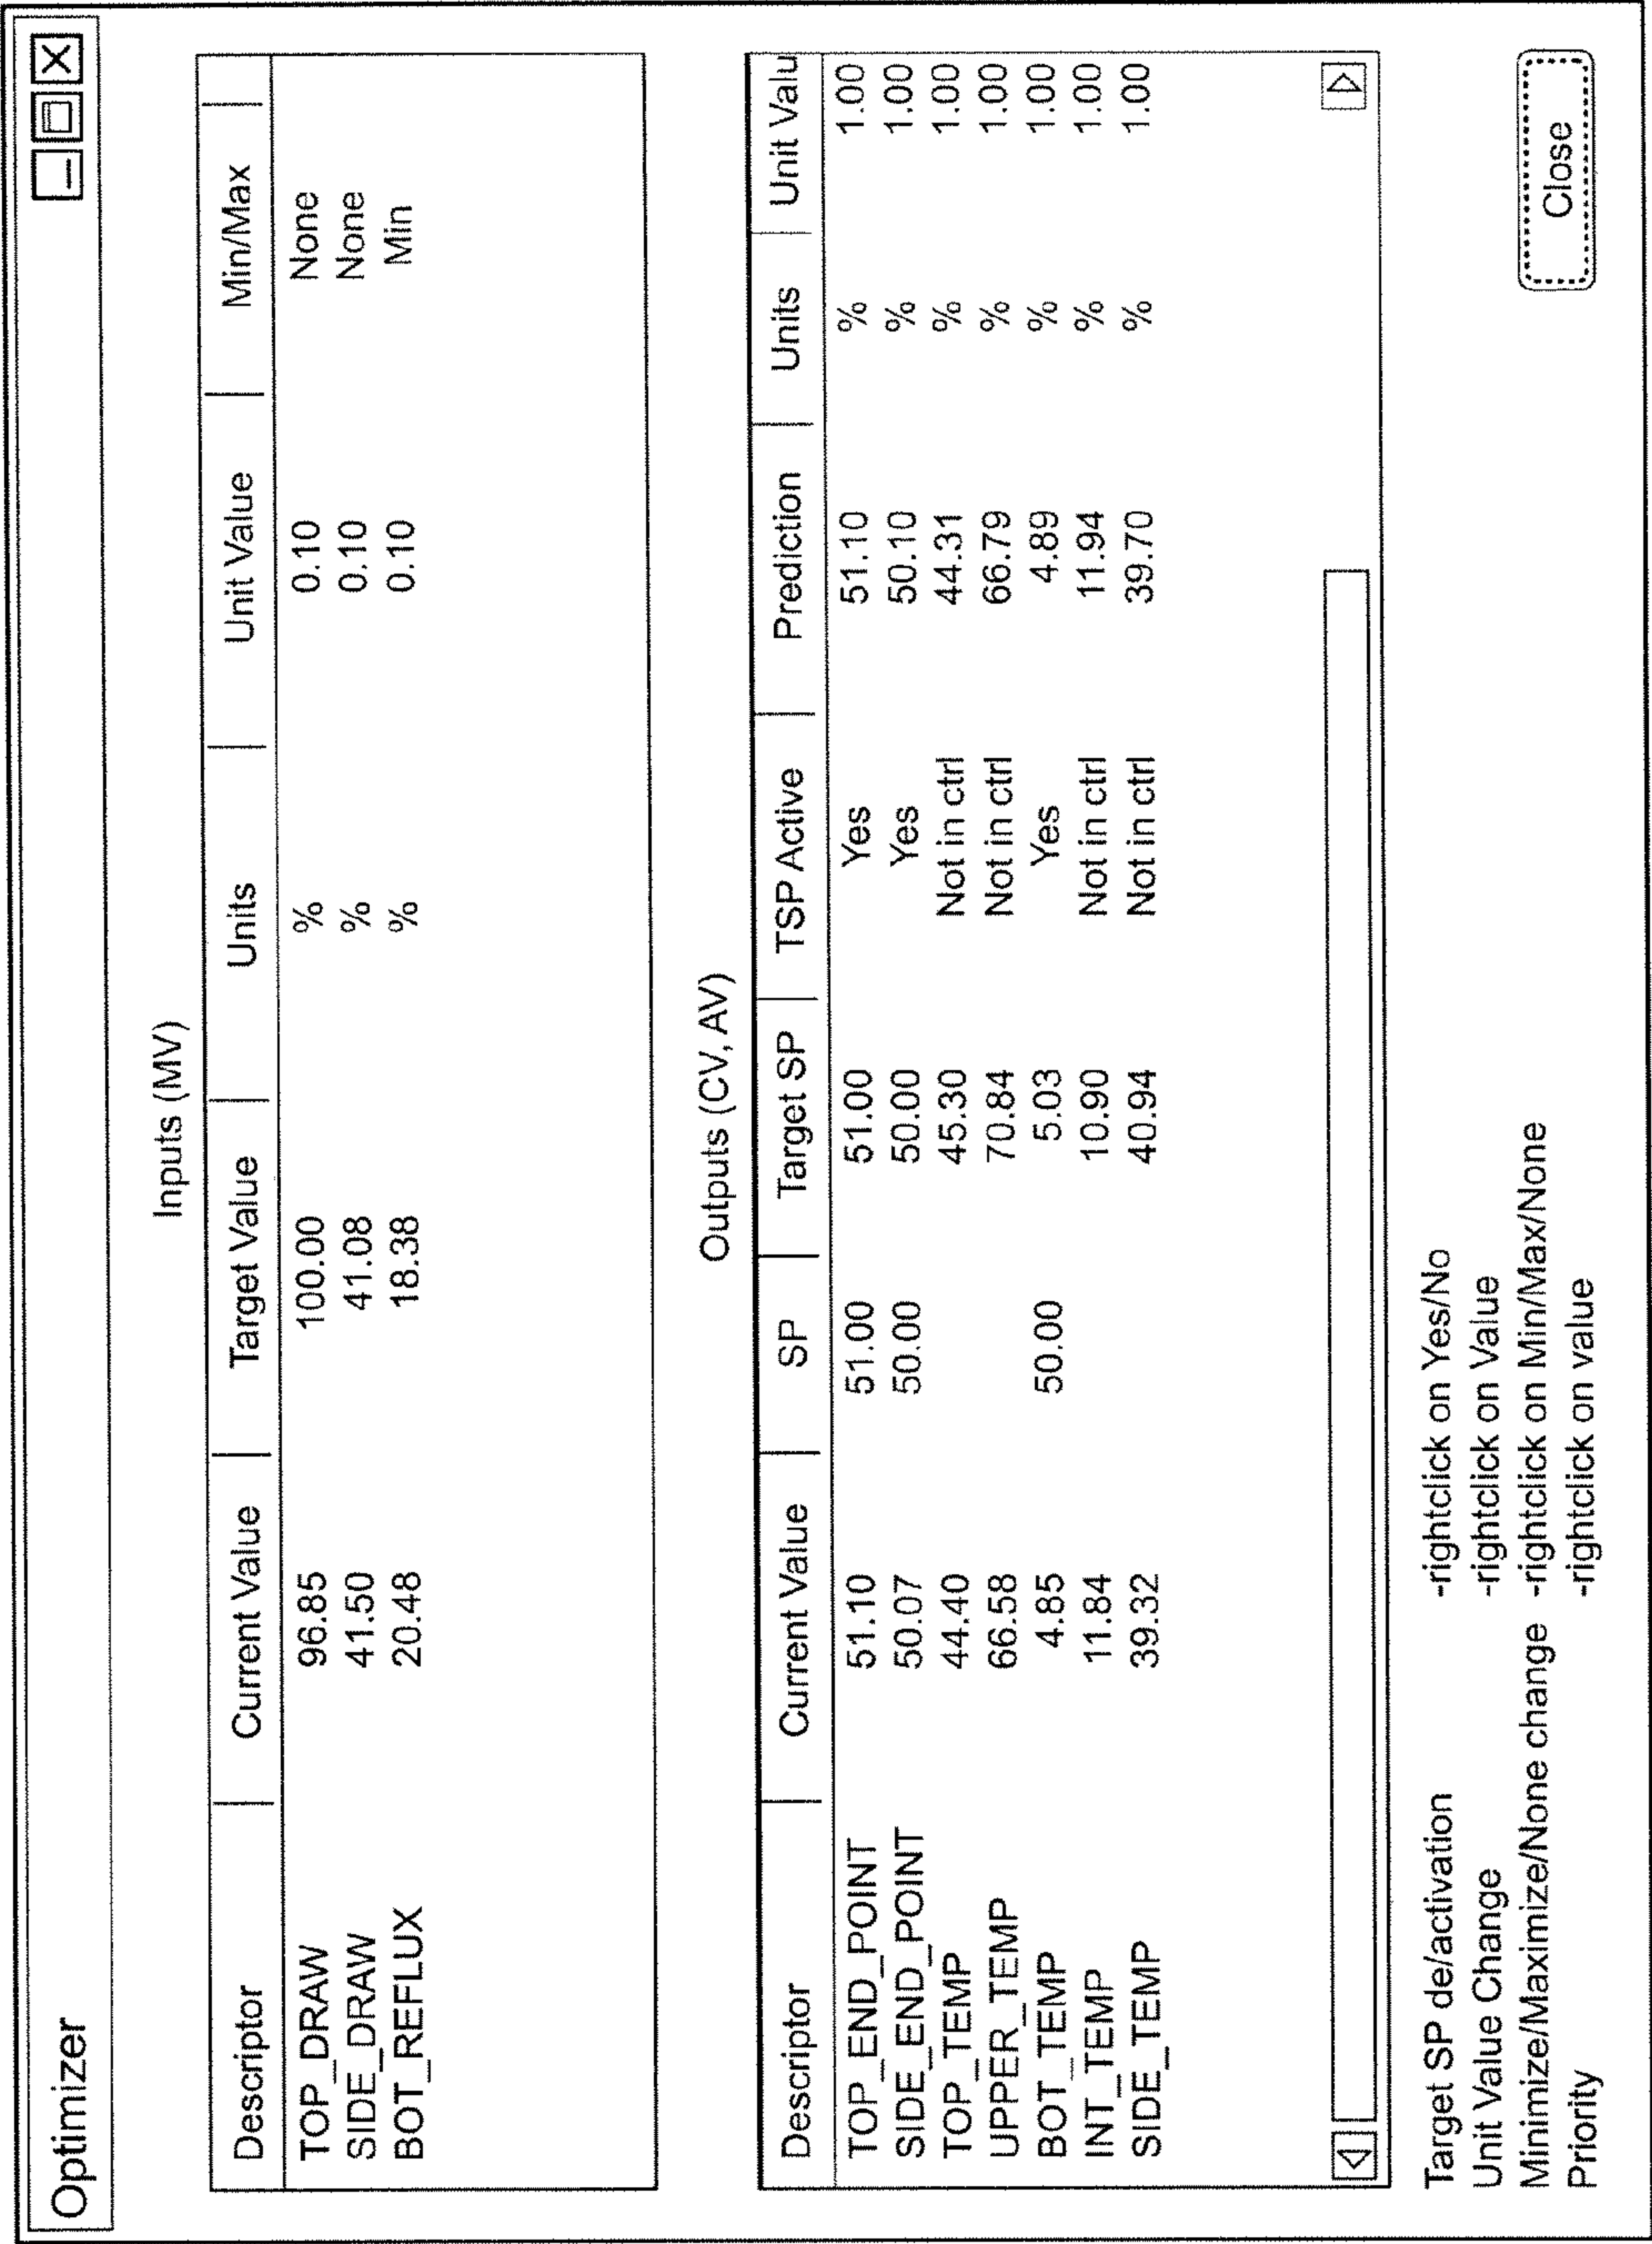 Optimizer
Inputs (MV)
Descriptor Current Value Target Value Units Unit Value Min/Max
TOP_DRAW 96.85 100.00 % 0.10 None
SIDE_DRAW 41.50 41.08 % 0.10 None
BOT_REFLUX 20.48 18.38 % 0.10 Min
Outputs (CV, AV)
Descriptor Current Value SP Target SP TSP Active Prediction Units Unit Valu
TOP_END_POINT 51.10 51.00 51.00 Yes 51.10 % 1.00
SIDE_END_POINT 50.07 50.00 50.00 Yes 50.10 % 1.00
TOP_TEMP 44.40 45.30 Not in ctrl 44.31 % 1.00
UPPER_TEMP 66.58 70.84 Not in ctrl 66.79 % 1.00
BOT_TEMP 4.85 50.00 5.03 Yes 4.89 % 1.00
INT_TEMP 11.84 10.90 Not in ctrl 11.94 % 1.00
SIDE_TEMP 39.32 40.94 Not in ctrl 39.70 % 1.00
Target SP de/activation -rightclick on Yes/No
Unit Value Change -rightclick on Value
Minimize/Maximize/None change -rightclick on Min/Max/None
Priority -rightclick on value
Close